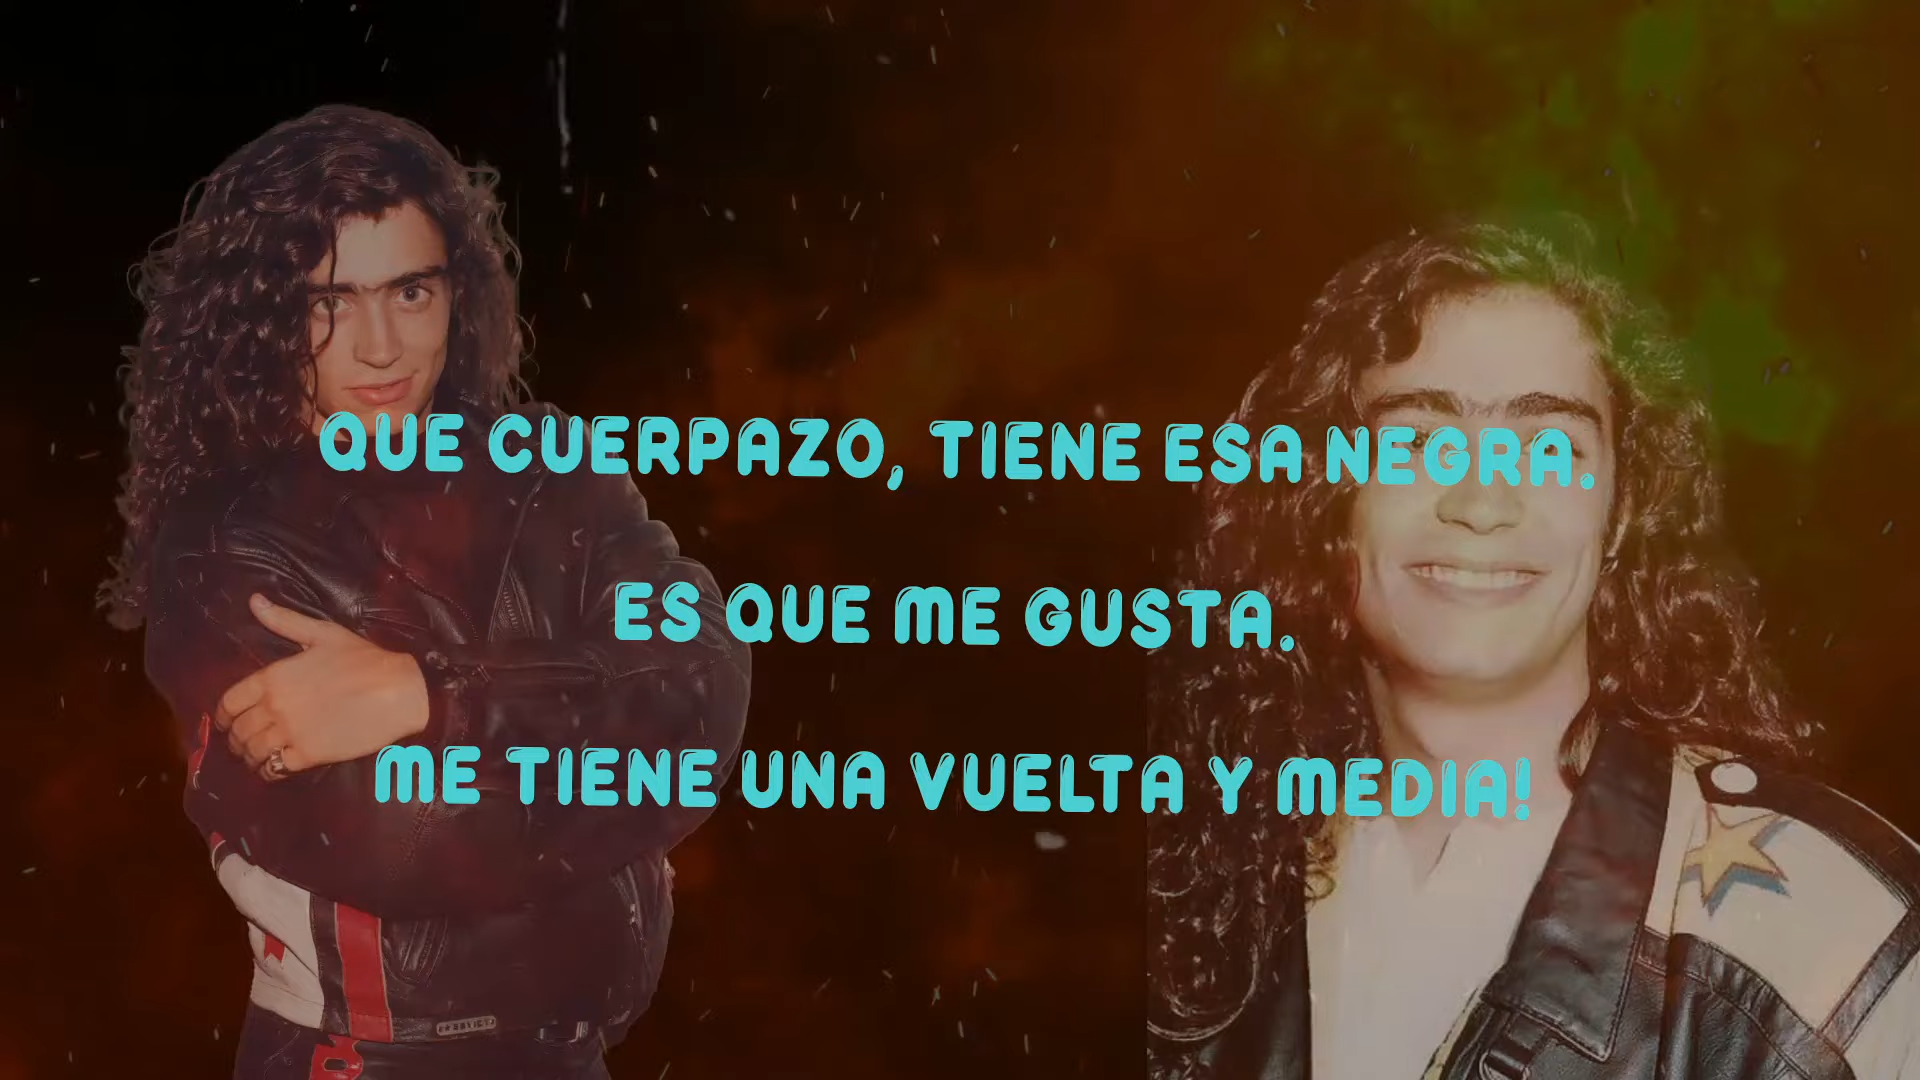 QUE CUERPAZO, TIENE ESA NEGRA.
ES QUE ME GUSTA.
ME TIENE UNA VUELTA Y MEDIA!